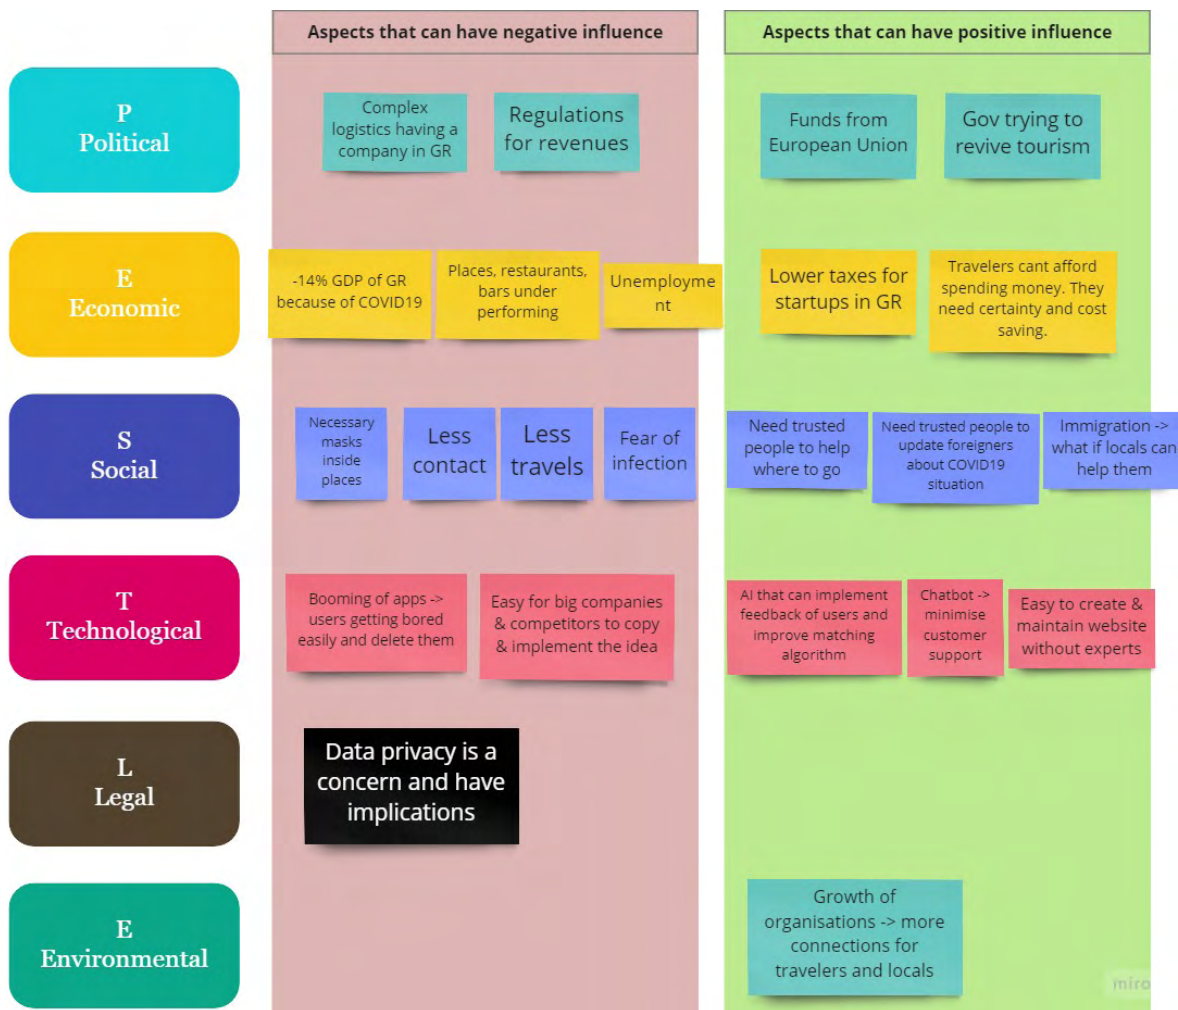 Aspects that can have negative influence
Aspects that can have positive influence
P
Political
Complex
logistics having a
company in GR
Regulations
for revenues
Funds from
European Union
Gov trying to
revive tourism
E
Economic
-14% GDP of GR
because of COVID19
Places, restaurants,
bars under
performing
Unemployme
nt
Lower taxes for
startups in GR
Travelers cant afford
spending money. They
need certainty and cost
saving.
S
Social
Necessary
masks
inside
places
Less
contact
Less
travels
Fear of
infection
Need trusted
people to help
where to go
Need trusted people to
update foreigners
about COVID19
situation
Immigration ->
what if locals can
help them
T
Technological
Booming of apps ->
users getting bored
easily and delete them
Easy for big companies
& competitors to copy
& implement the idea
AI that can implement
feedback of users and
improve matching
algorithm
Chatbot ->
minimise
customer
support
Easy to create &
maintain website
without experts
L
Legal
Data privacy is a
concern and have
implications
E
Environmental
Growth of
organisations -> more
connections for
travelers and locals
miro